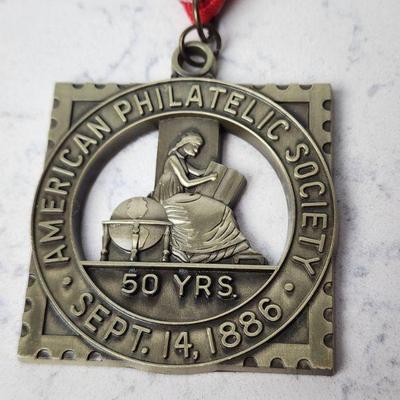 AMERICAN PHILATELIC SOCIETY
50 YRS.
· SEPT. 14, 1886 ·